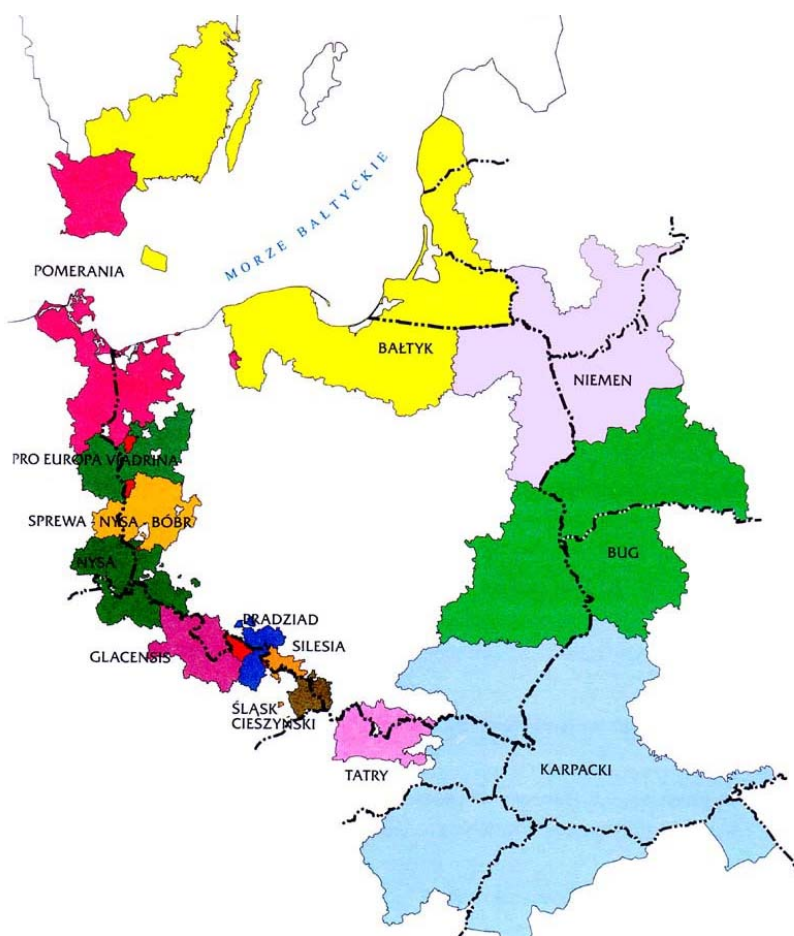 MORZE BAŁTYCKIE
POMERANIA
BAŁTYK
NIEMEN
PRO EUROPA VIADRINA
SPREWA - NYSA - BÓBR
BUG
NYSA
PRADZIAD
GLACENSIS
SILESIA
ŚLĄSK
CIESZYŃSKI
TATRY
KARPACKI